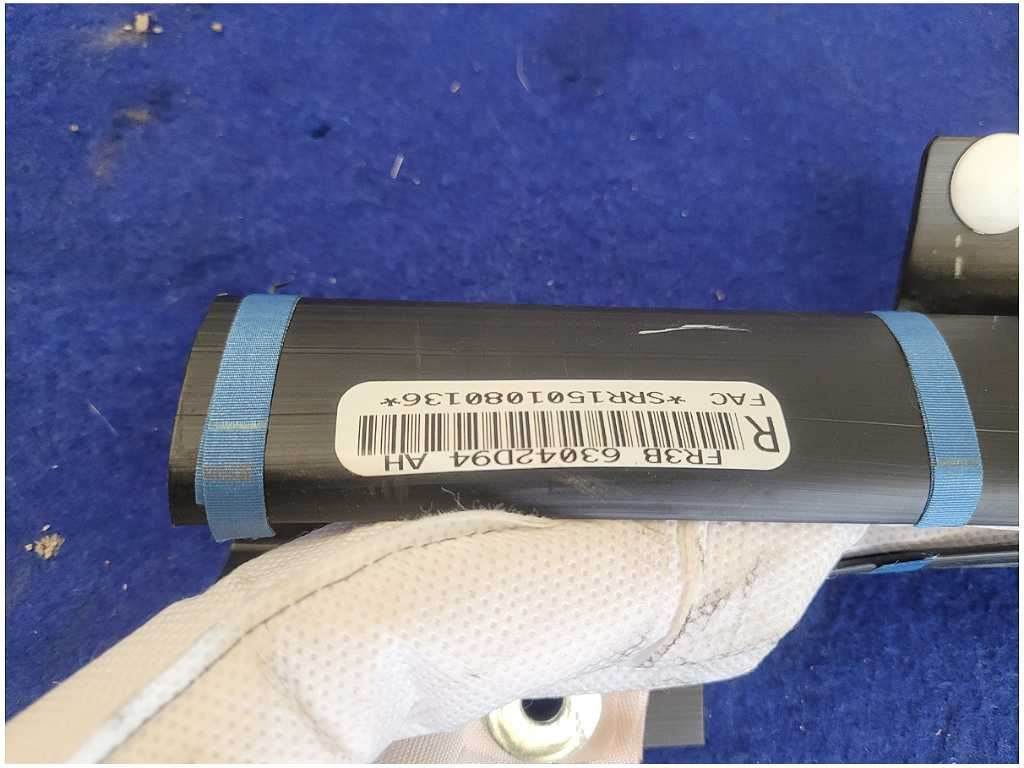 FR3B 63042D94 AH
R
FAC *SRR1501080136*